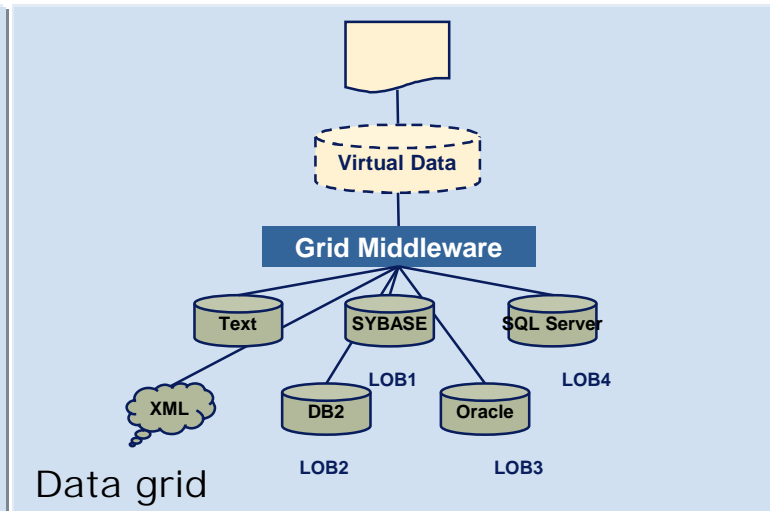 Virtual Data
Grid Middleware
Text
SYBASE
SQL Server
LOB1
LOB4
XML
DB2
Oracle
LOB2
LOB3
Data grid